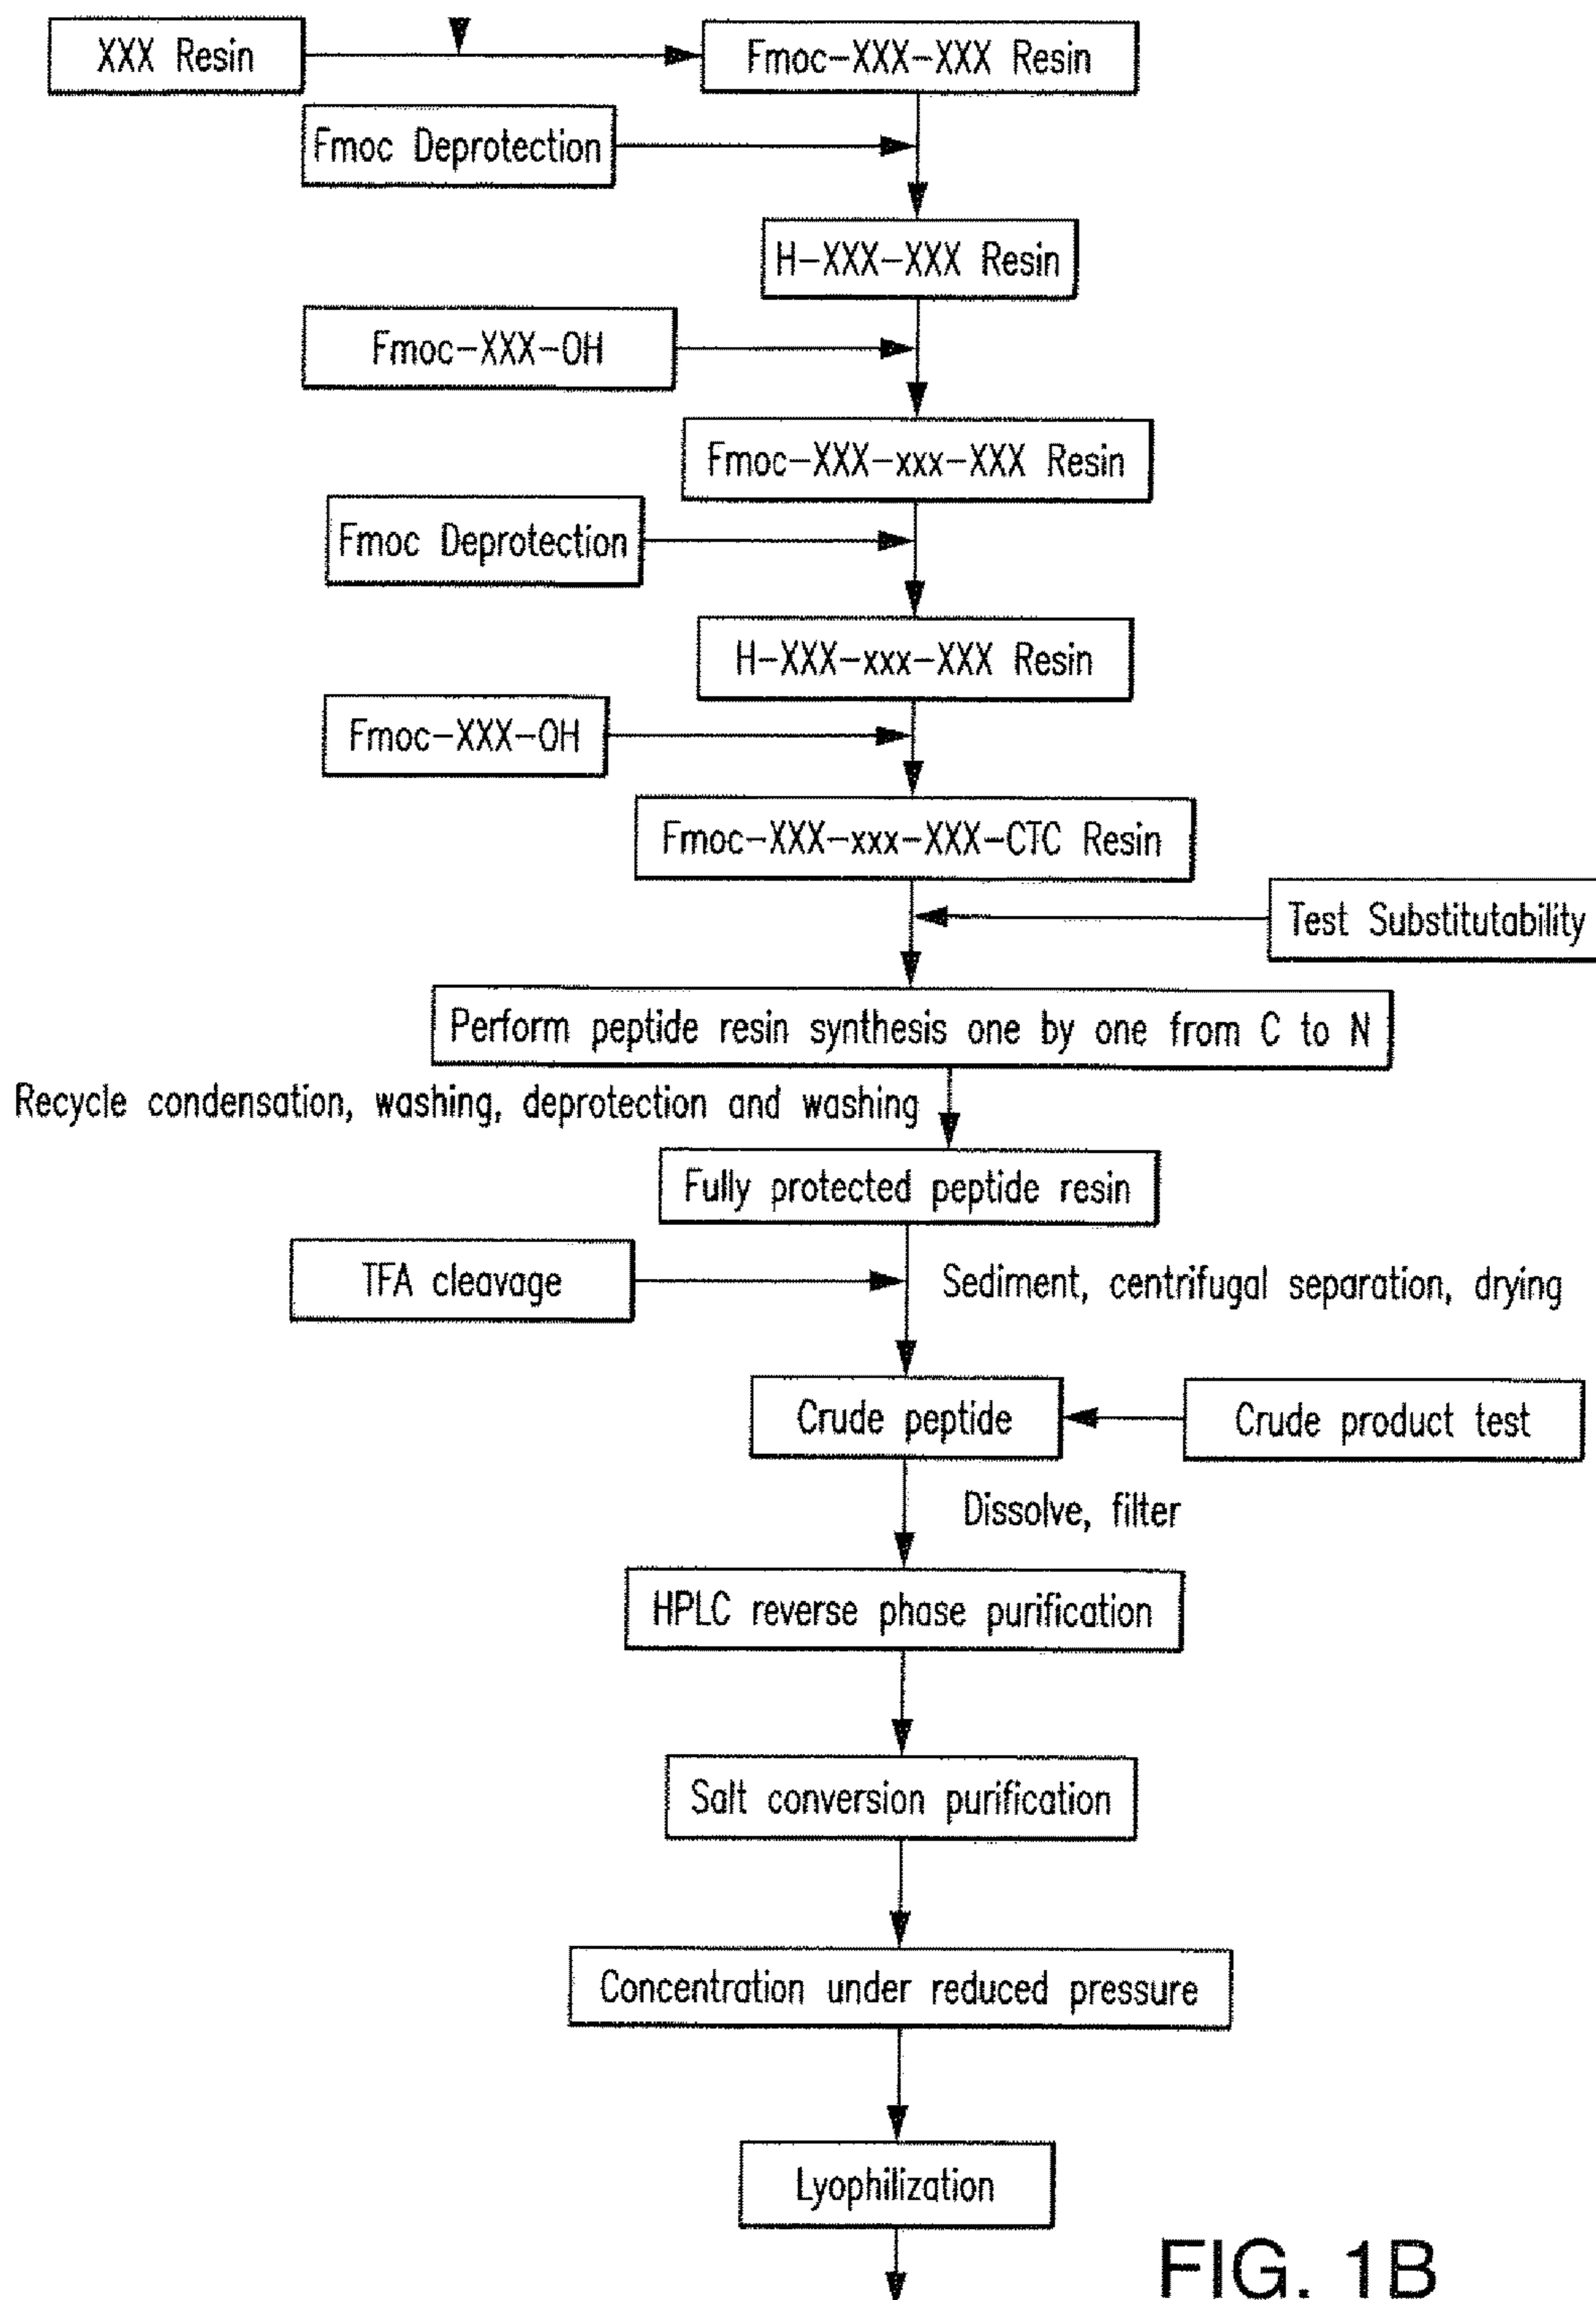 XXX Resin
Fmoc-XXX-XXX Resin
Fmoc Deprotection
H-XXX-XXX Resin
Fmoc-XXX-OH
Fmoc-XXX-xxx-XXX Resin
Fmoc Deprotection
H-XXX-xxx-XXX Resin
Fmoc-XXX-OH
Fmoc-XXX-xxx-XXX-CTC Resin
Test Substitutability
Perform peptide resin synthesis one by one from C to N
Recycle condensation, washing, deprotection and washing
Fully protected peptide resin
TFA cleavage
Sediment, centrifugal separation, drying
Crude peptide
Crude product test
Dissolve, filter
HPLC reverse phase purification
Salt conversion purification
Concentration under reduced pressure
Lyophilization
FIG. 1B